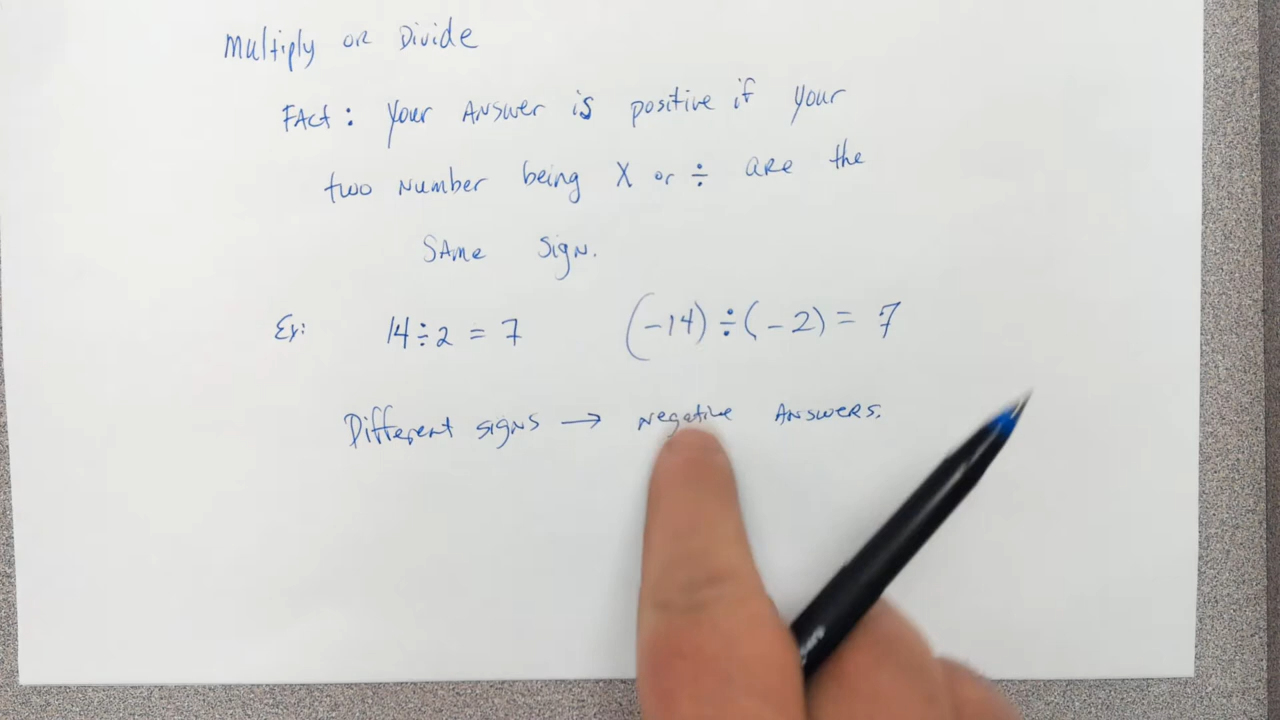 Multiply or Divide
FAct: Your Answer is positive if your
two Number being X or ÷ are the
SAme Sign.
Ex: 14÷2 = 7 (-14)÷(-2) = 7
Different signs → Negative Answers.